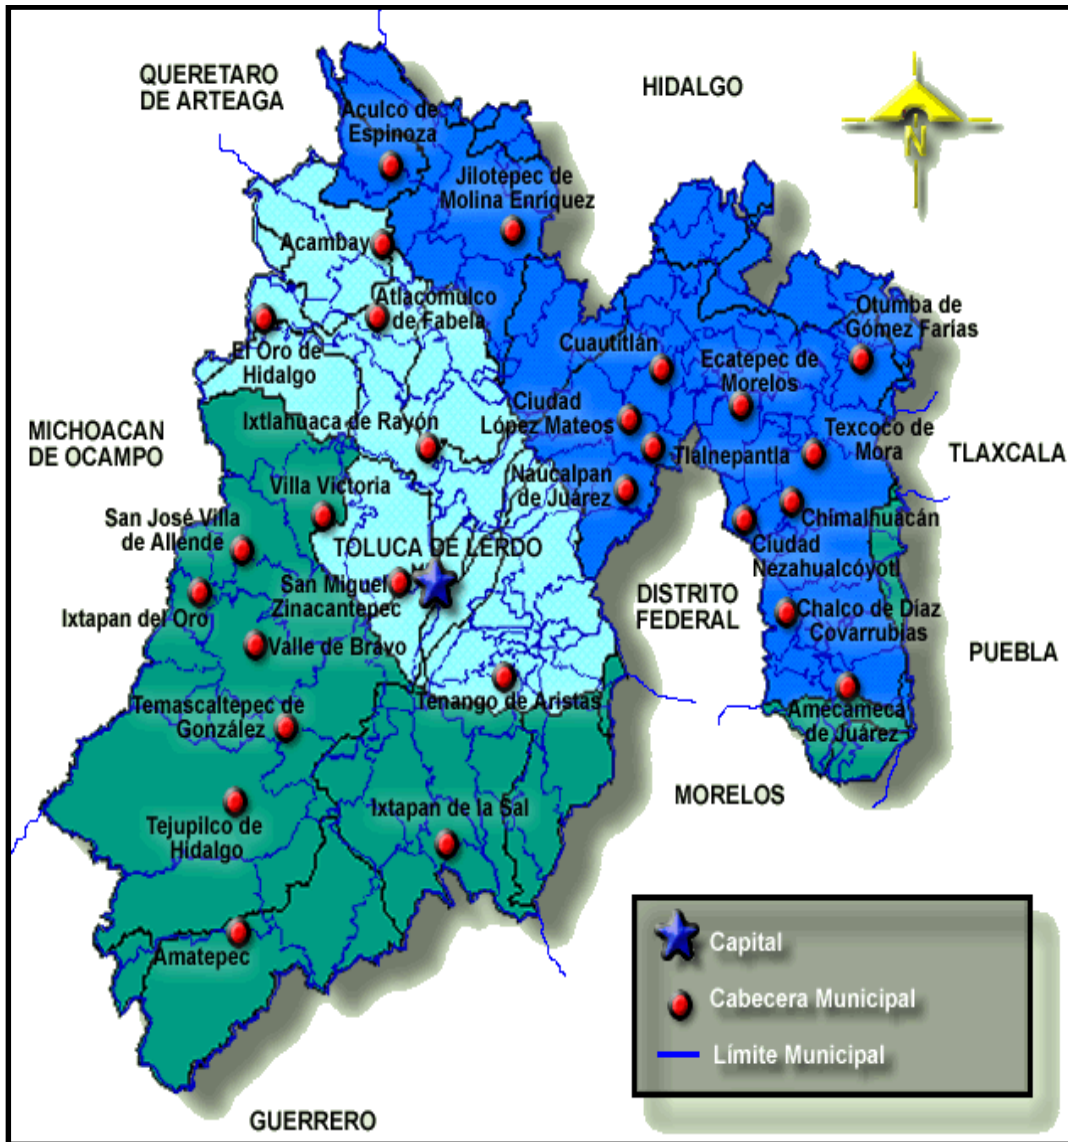 QUERETARO
DE ARTEAGA
HIDALGO
N
Aculco de
Espinoza
Jilotepec de
Molina Enríquez
Acambay
Atlacomulco
de Fabela
El Oro de
Hidalgo
Cuautitlán
Otumba de
Gómez Farías
Ecatepec de
Morelos
Ciudad
López Mateos
MICHOACAN
DE OCAMPO
Ixtlahuaca de Rayón
Texcoco de
Mora
TLAXCALA
Tlalnepantla
Naucalpan
de Juárez
Villa Victoria
San José Villa
de Allende
Chimalhuacán
Ciudad
Nezahualcóyotl
TOLUCA DE LERDO
San Miguel
Zinacantepec
Ixtapan del Oro
DISTRITO
FEDERAL
Chalco de Díaz
Covarrubias
PUEBLA
Valle de Bravo
Tenango de Aristas
Temascaltepec de
González
Amecameca
de Juárez
MORELOS
Ixtapan de la Sal
Tejupilco de
Hidalgo
Amatepec
GUERRERO
Capital
Cabecera Municipal
Límite Municipal